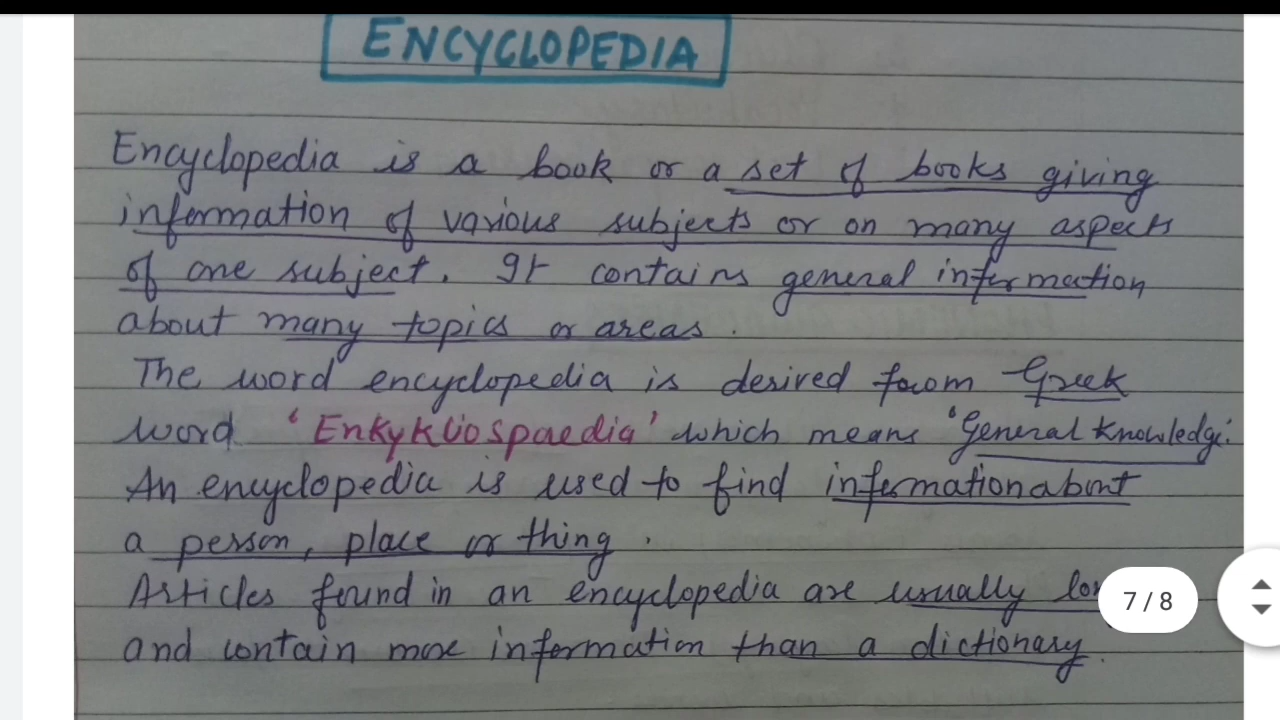 ENCYCLOPEDIA
Encyclopedia is a book or a set of books giving
information of various subjects or on many aspects
of one subject. It contains general information
about many topics or areas.
The word encyclopedia is desired from Greek
word 'Enkykliospaedia' which means 'General Knowledge'.
An encyclopedia is used to find information about
a person, place or thing.
Articles found in an encyclopedia are usually
7 / 8
and contain more information than a dictionary.